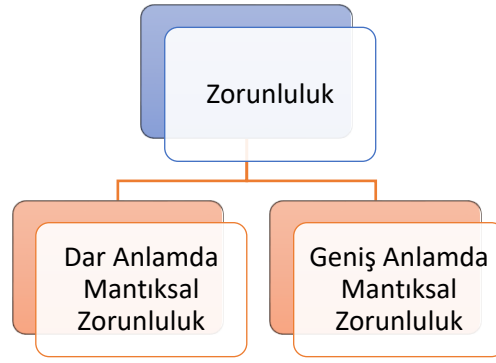 Zorunluluk
Dar Anlamda
Mantıksal
Zorunluluk
Geniş Anlamda
Mantıksal
Zorunluluk